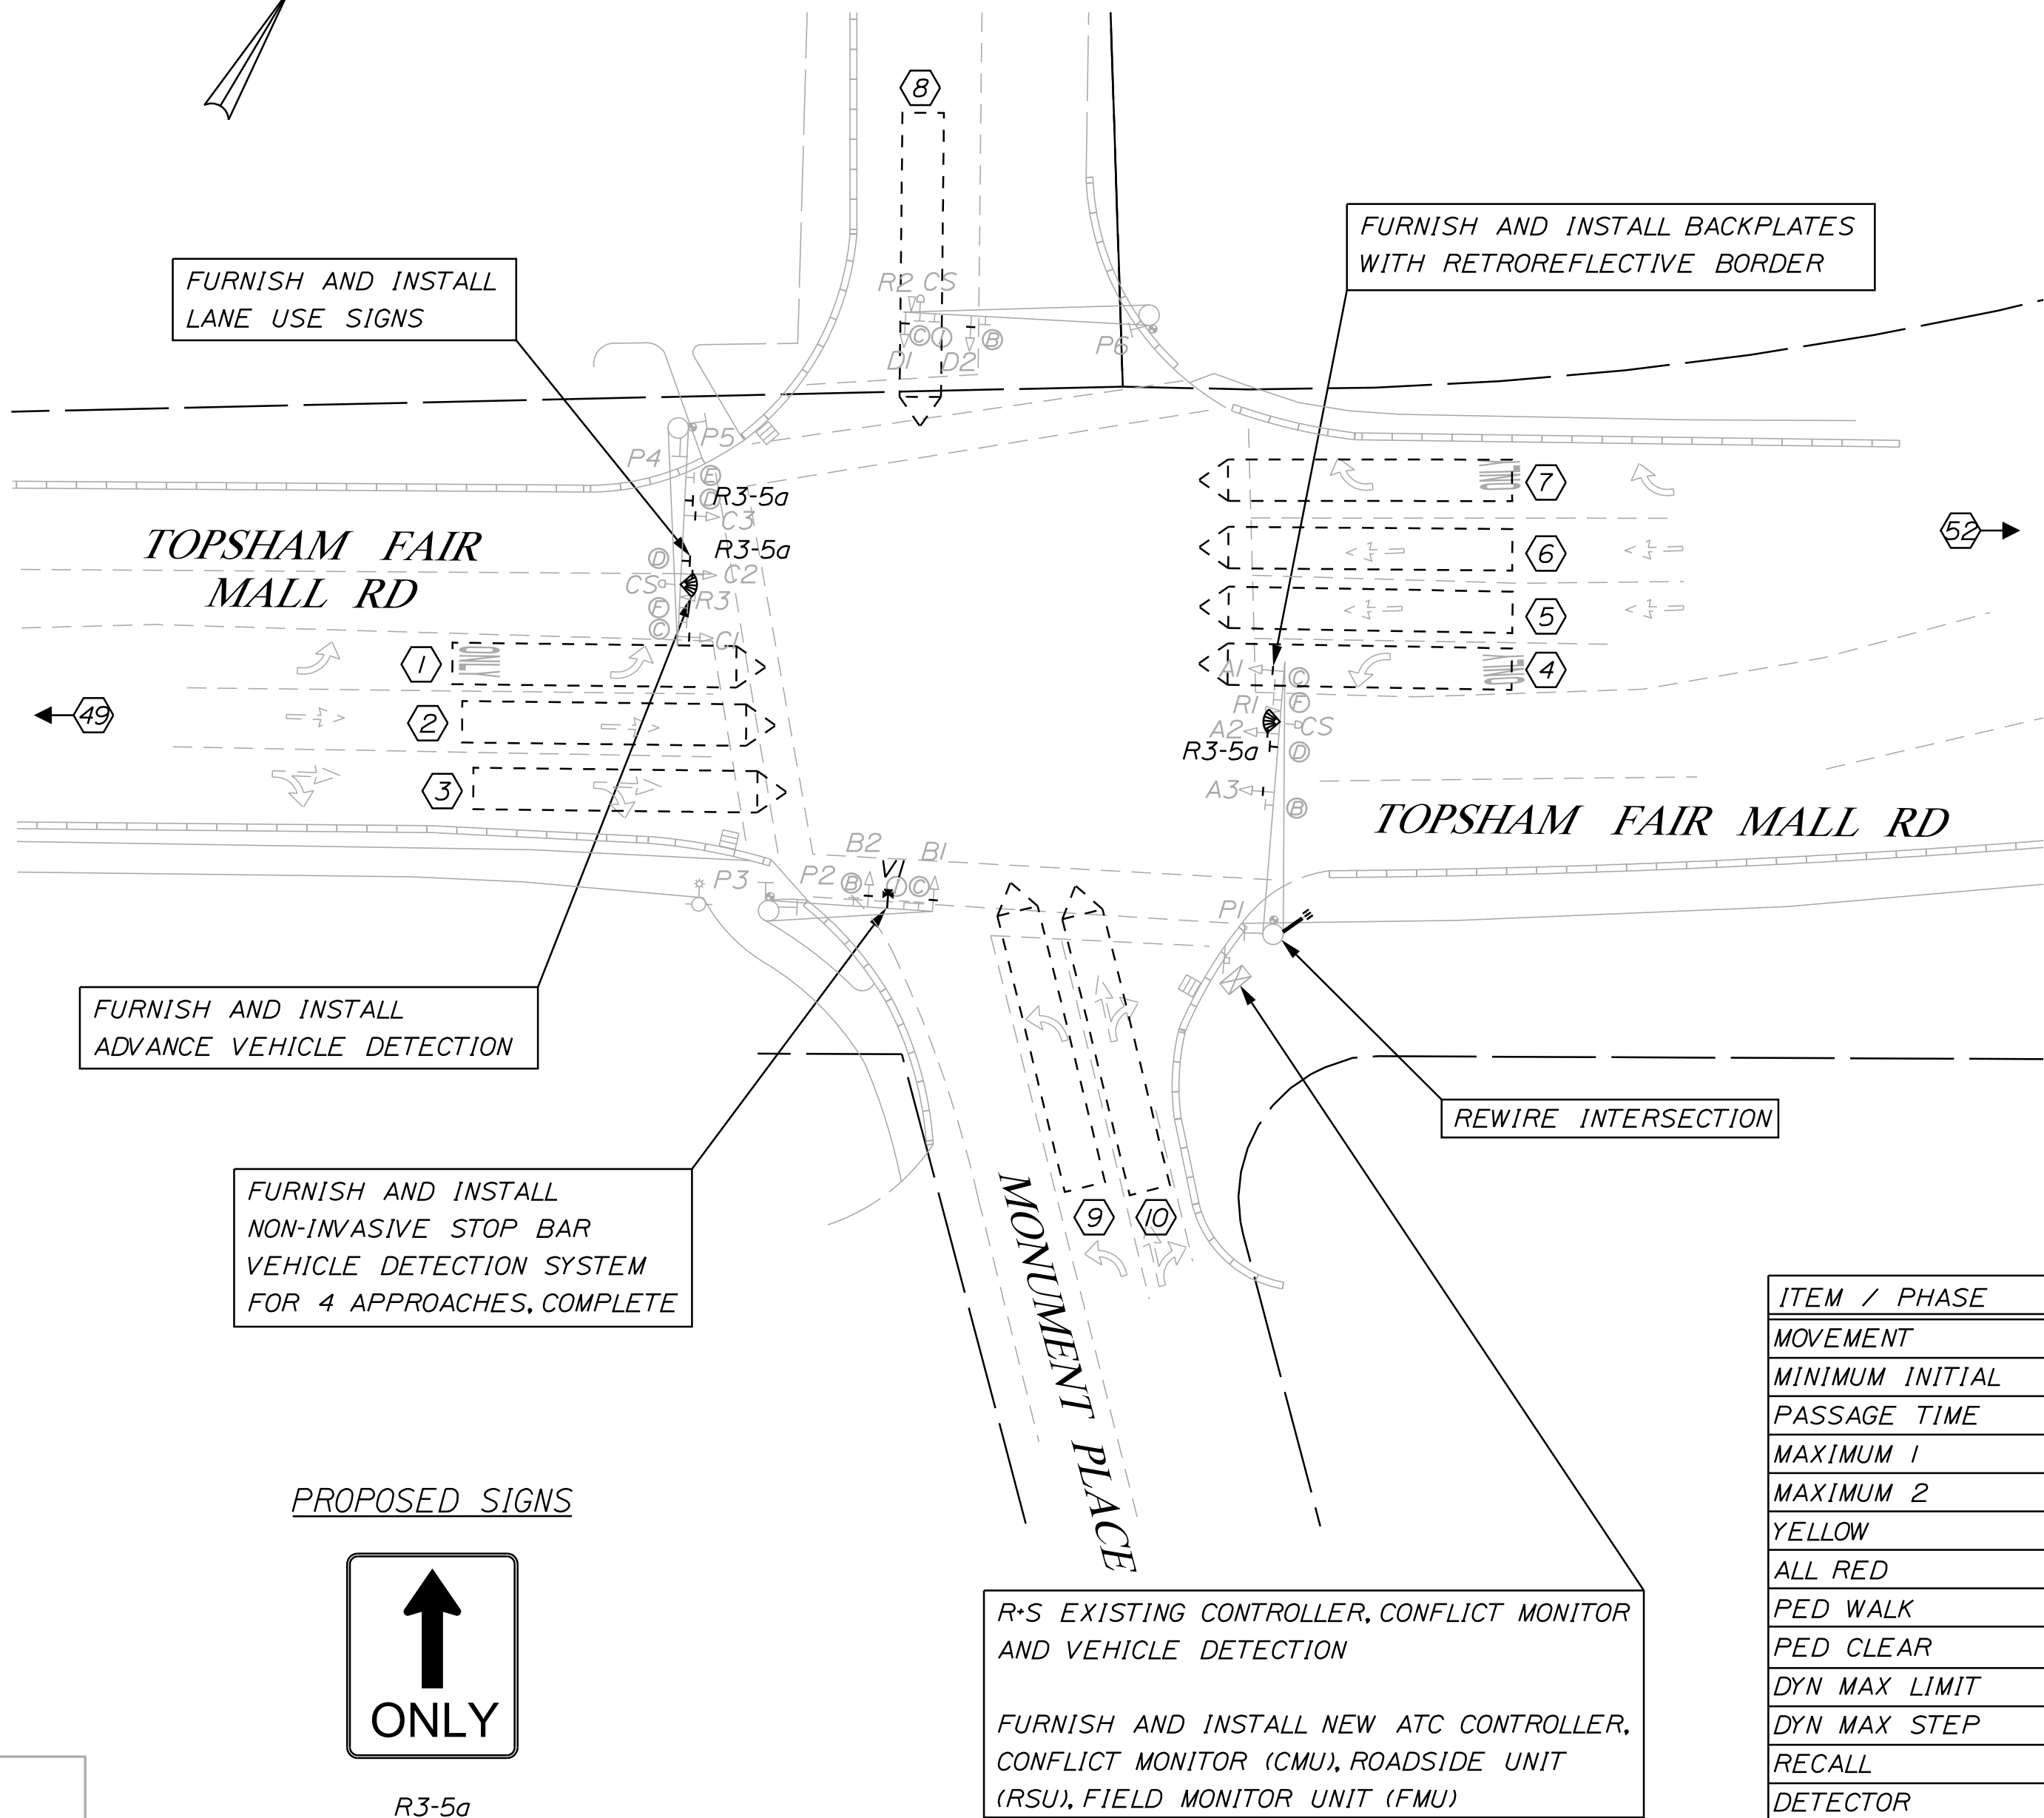 8
FURNISH AND INSTALL BACKPLATES
WITH RETROREFLECTIVE BORDER
FURNISH AND INSTALL
LANE USE SIGNS
R2 CS
C I B
D1 D2
P6
P5
P4
E
D
R3-5a
C3
TOPSHAM FAIR
MALL RD
R3-5a
D
C2
CS
R3
F
C
C1
ONLY
7
52
6
5
ONLY
4
1
ONLY
49
2
3
A1
C
R1
F
A2
CS
R3-5a
D
A3
B
TOPSHAM FAIR MALL RD
B2
V1
B1
P3
P2
B
I
C
P1
FURNISH AND INSTALL
ADVANCE VEHICLE DETECTION
REWIRE INTERSECTION
FURNISH AND INSTALL
NON-INVASIVE STOP BAR
VEHICLE DETECTION SYSTEM
FOR 4 APPROACHES, COMPLETE
9
10
MONUMENT PLACE
ITEM / PHASE
MOVEMENT
MINIMUM INITIAL
PASSAGE TIME
MAXIMUM 1
MAXIMUM 2
YELLOW
ALL RED
PED WALK
PED CLEAR
DYN MAX LIMIT
DYN MAX STEP
RECALL
DETECTOR
PROPOSED SIGNS
ONLY
R3-5a
R+S EXISTING CONTROLLER, CONFLICT MONITOR
AND VEHICLE DETECTION
FURNISH AND INSTALL NEW ATC CONTROLLER,
CONFLICT MONITOR (CMU), ROADSIDE UNIT
(RSU), FIELD MONITOR UNIT (FMU)